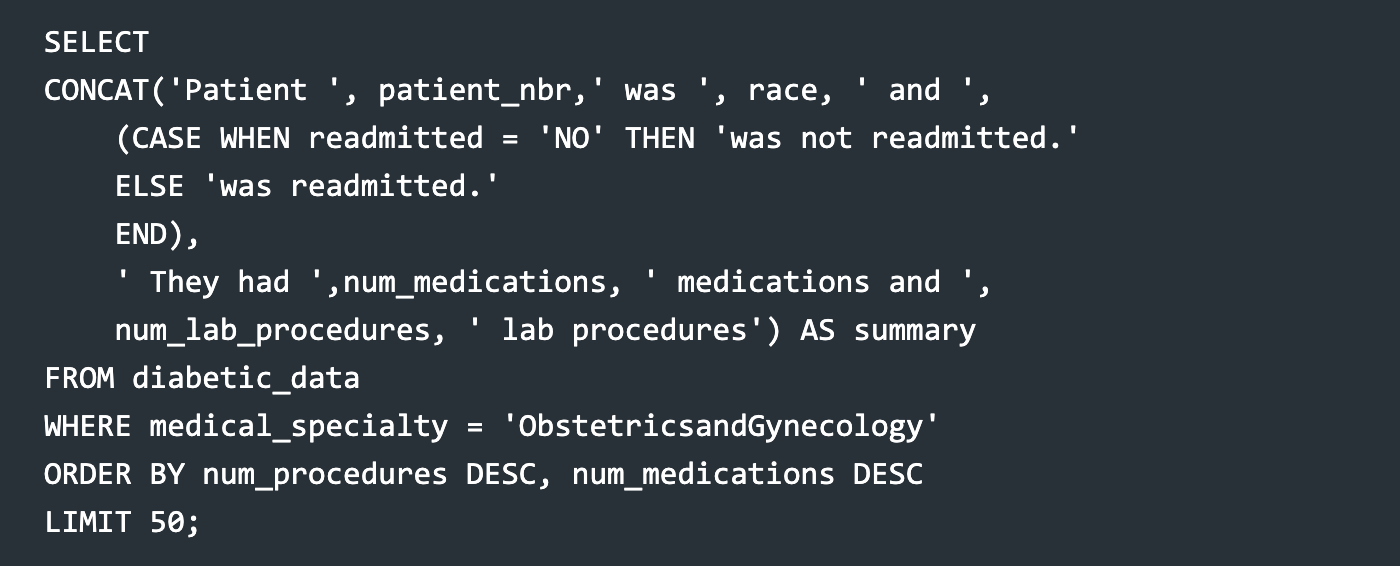 SELECT
CONCAT('Patient ', patient_nbr,' was ', race, ' and ',
    (CASE WHEN readmitted = 'NO' THEN 'was not readmitted.'
    ELSE 'was readmitted.'
    END),
    ' They had ',num_medications, ' medications and ',
    num_lab_procedures, ' lab procedures') AS summary
FROM diabetic_data
WHERE medical_specialty = 'ObstetricsandGynecology'
ORDER BY num_procedures DESC, num_medications DESC
LIMIT 50;